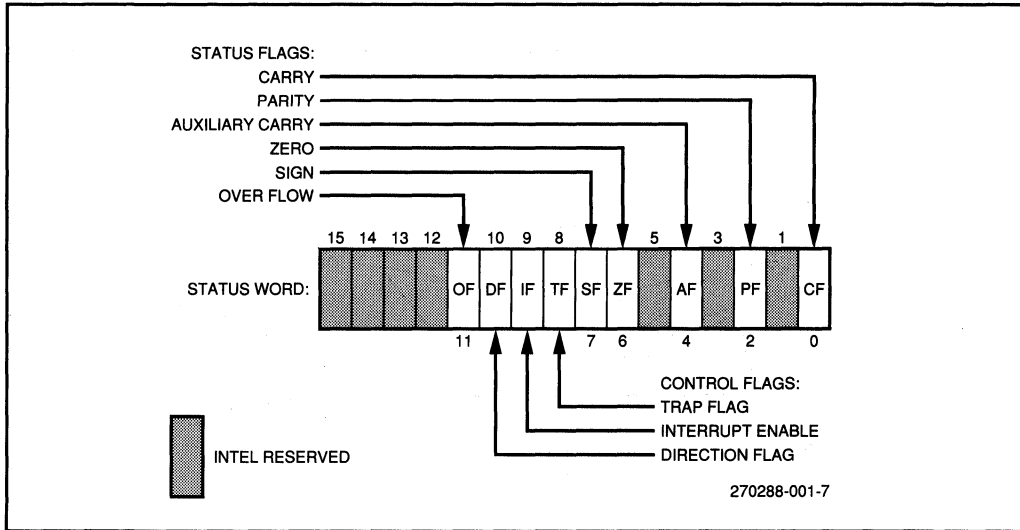 STATUS FLAGS:
CARRY
PARITY
AUXILIARY CARRY
ZERO
SIGN
OVER FLOW
15 14 13 12 10 9 8 5 3 1
STATUS WORD: OF DF IF TF SF ZF AF PF CF
11 7 6 4 2 0
CONTROL FLAGS:
TRAP FLAG
INTERRUPT ENABLE
DIRECTION FLAG
INTEL RESERVED
270288-001-7